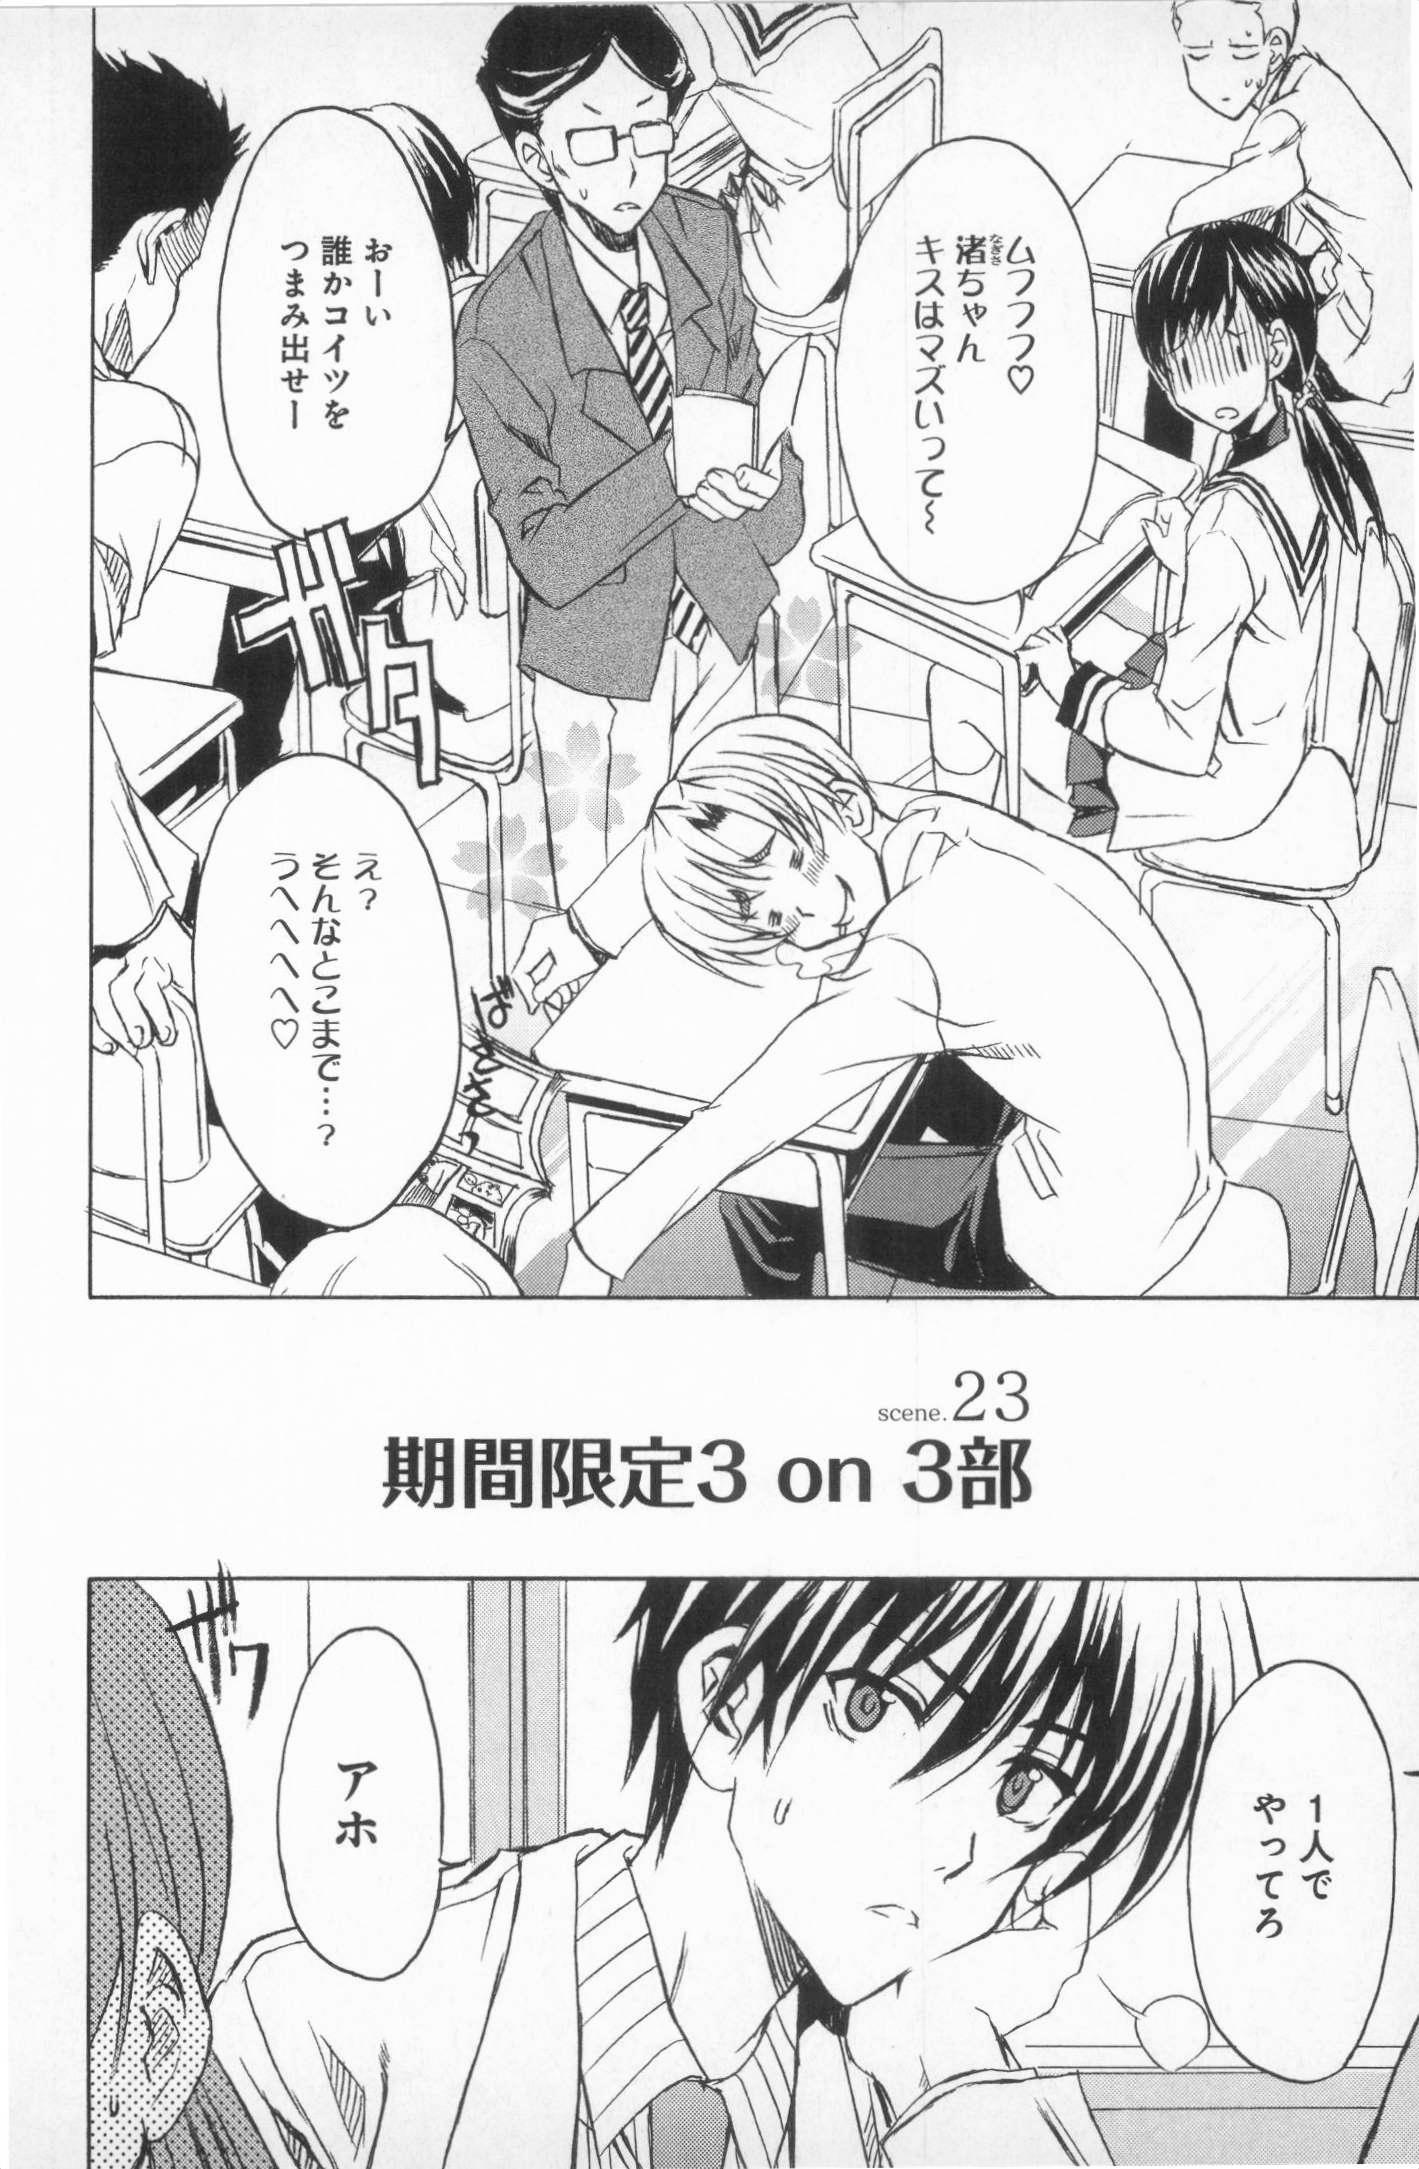 ムフフフ♡
渚ちゃん
なぎさ
キスはマズいって～
おーい
誰かコイツを
つまみ出せー
ガタ
え？
そんなとこまで…？
うへへへへ♡
scene.23
期間限定3 on 3部
1人で
やってろ
アホ
ザワ